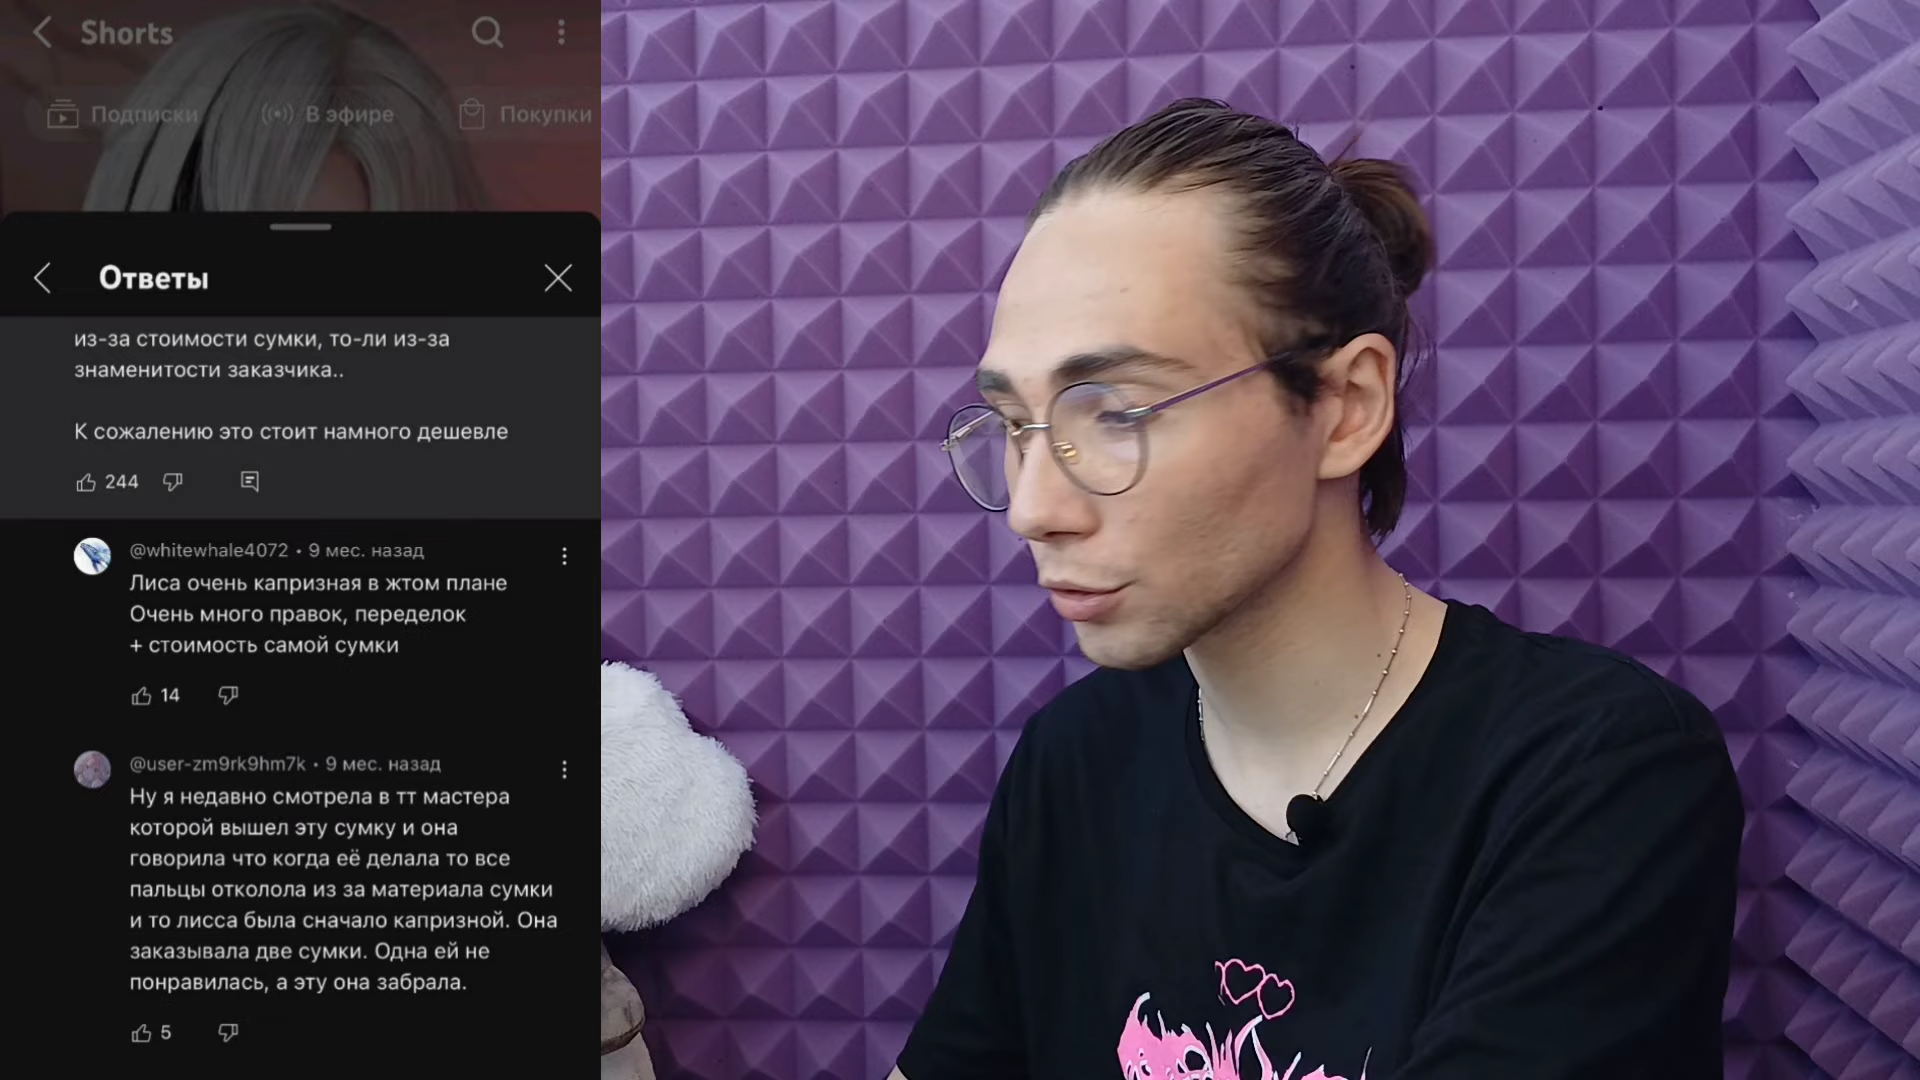 Shorts
Подписки
В эфире
Покупки
Ответы
из-за стоимости сумки, то-ли из-за
знаменитости заказчика..
К сожалению это стоит намного дешевле
244
@whitewhale4072 • 9 мес. назад
Лиса очень капризная в жтом плане
Очень много правок, переделок
+ стоимость самой сумки
14
@user-zm9rk9hm7k • 9 мес. назад
Ну я недавно смотрела в тт мастера
которой вышел эту сумку и она
говорила что когда её делала то все
пальцы отколола из за материала сумки
и то лисса была сначало капризной. Она
заказывала две сумки. Одна ей не
понравилась, а эту она забрала.
5